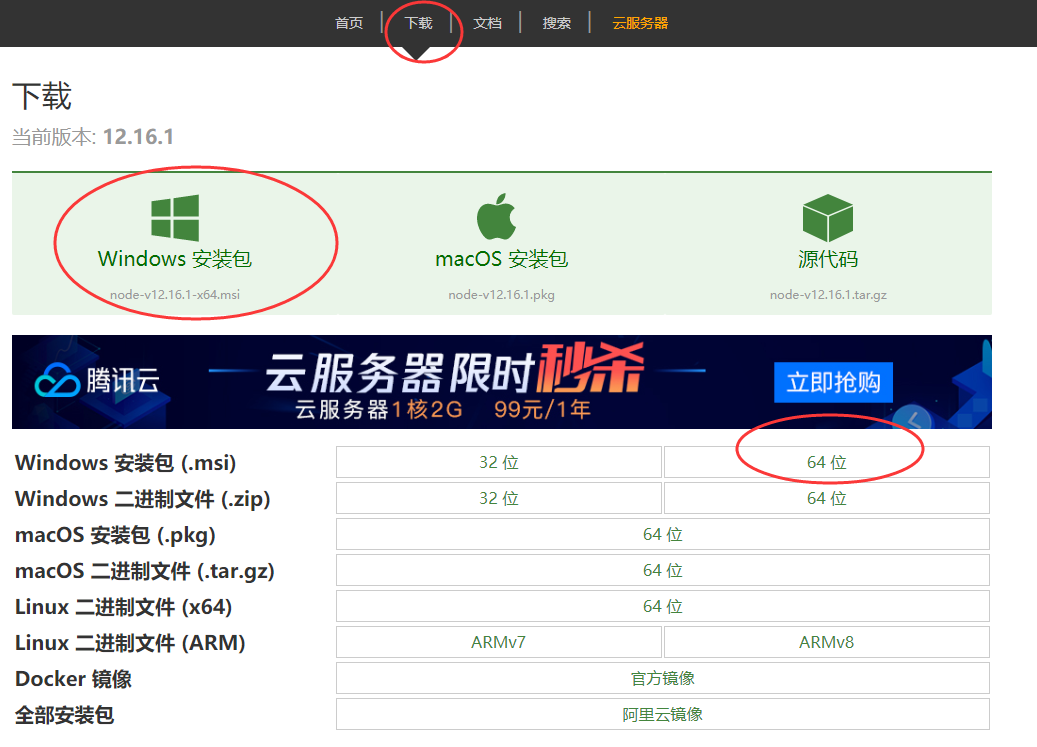 首页 下载 文档 搜索 云服务器
下载
当前版本: 12.16.1
Windows 安装包 macOS 安装包 源代码
node-v12.16.1-x64.msi node-v12.16.1.pkg node-v12.16.1.tar.gz
腾讯云 云服务器限时秒杀 立即抢购
云服务器1核2G 99元/1年
Windows 安装包 (.msi) 32 位 64 位
Windows 二进制文件 (.zip) 32 位 64 位
macOS 安装包 (.pkg) 64 位
macOS 二进制文件 (.tar.gz) 64 位
Linux 二进制文件 (x64) 64 位
Linux 二进制文件 (ARM) ARMv7 ARMv8
Docker 镜像 官方镜像
全部安装包 阿里云镜像